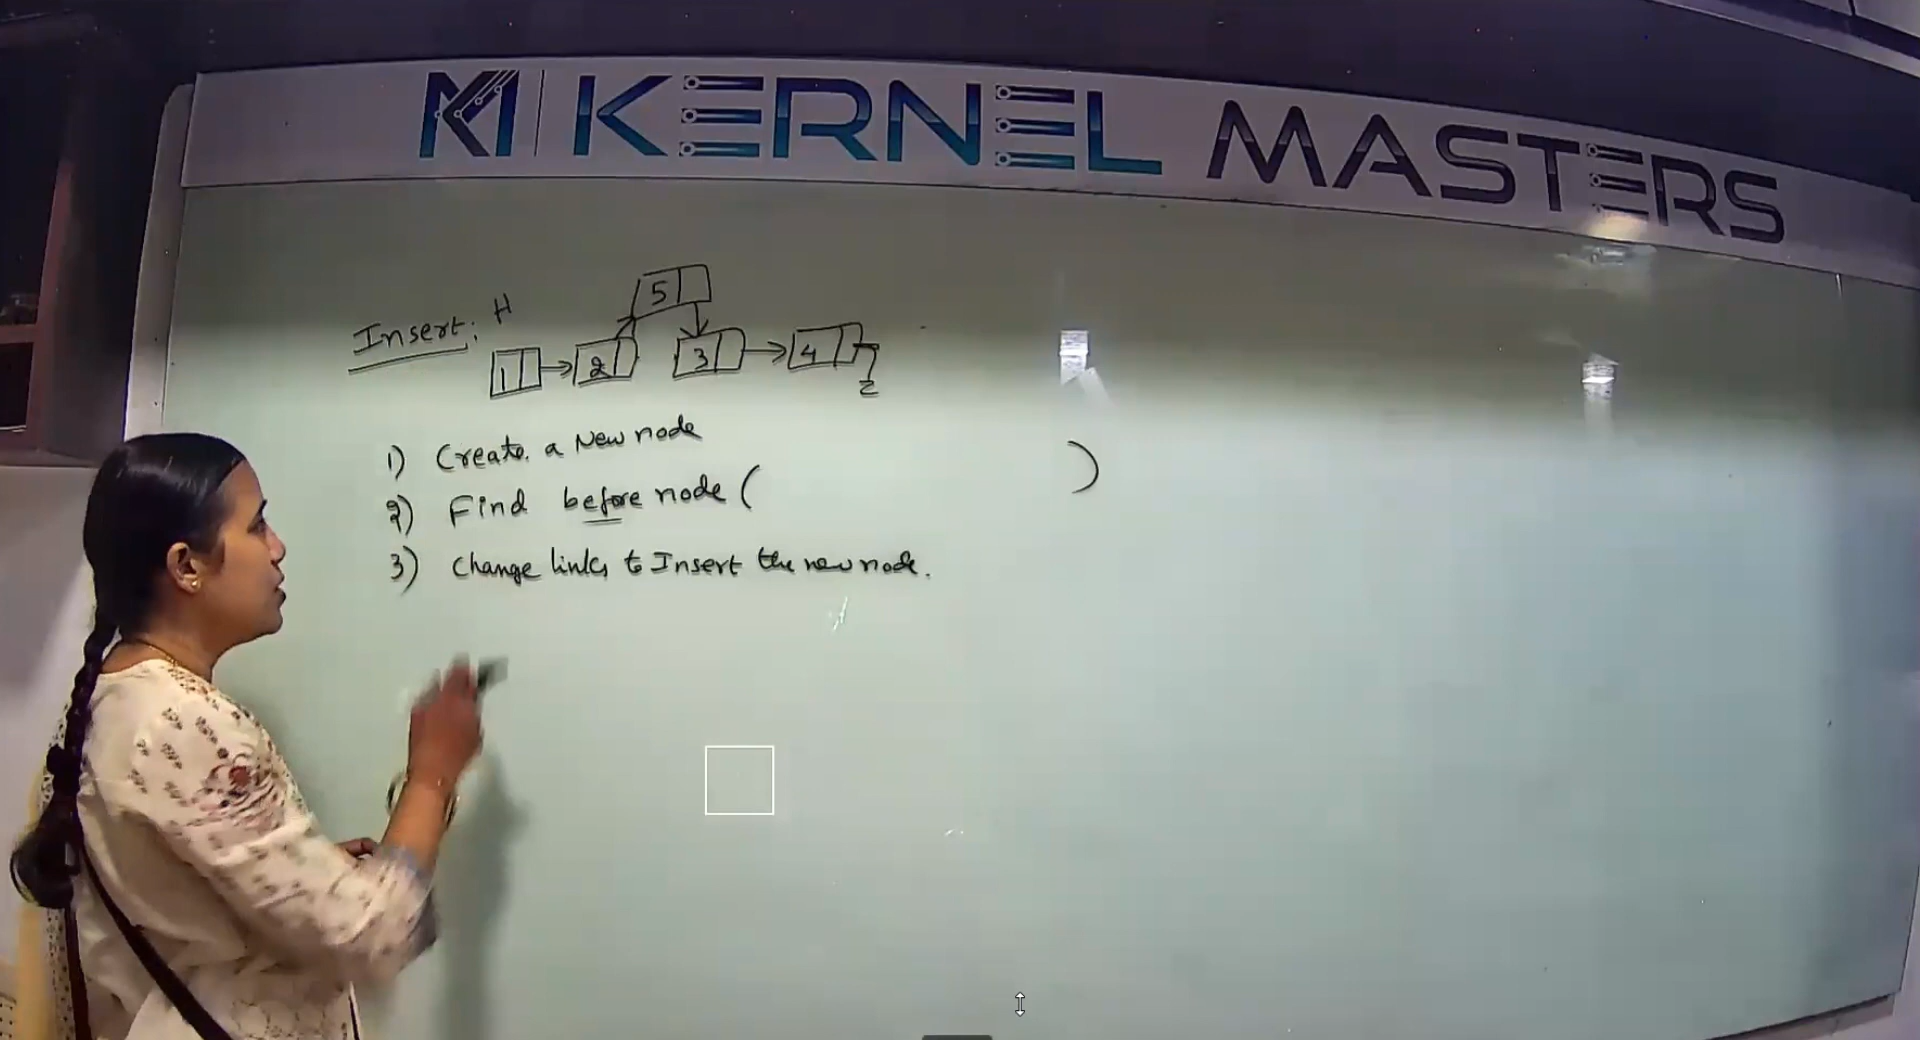 KM KERNEL MASTERS
Insert: H
5
1 2 3 4
1) Create. a New node
2) Find before node ( )
3) Change links to Insert the new node.